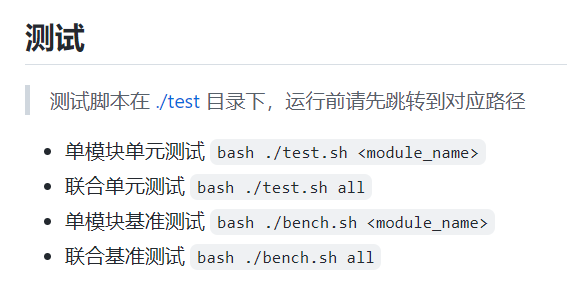 测试
测试脚本在 ./test 目录下，运行前请先跳转到对应路径
单模块单元测试 bash ./test.sh <module_name>
联合单元测试 bash ./test.sh all
单模块基准测试 bash ./bench.sh <module_name>
联合基准测试 bash ./bench.sh all